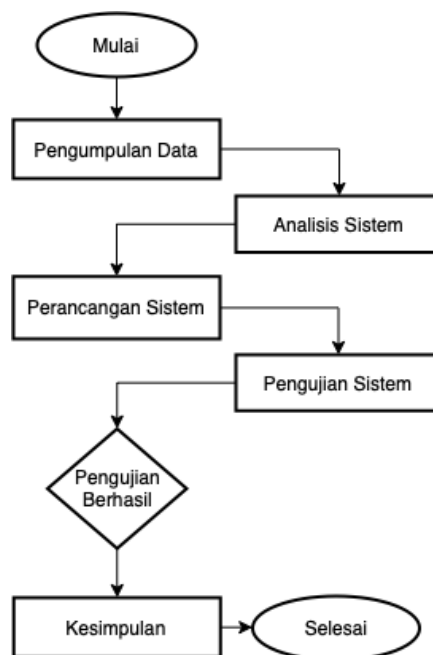 Mulai
Pengumpulan Data
Analisis Sistem
Perancangan Sistem
Pengujian Sistem
Pengujian
Berhasil
Kesimpulan
Selesai